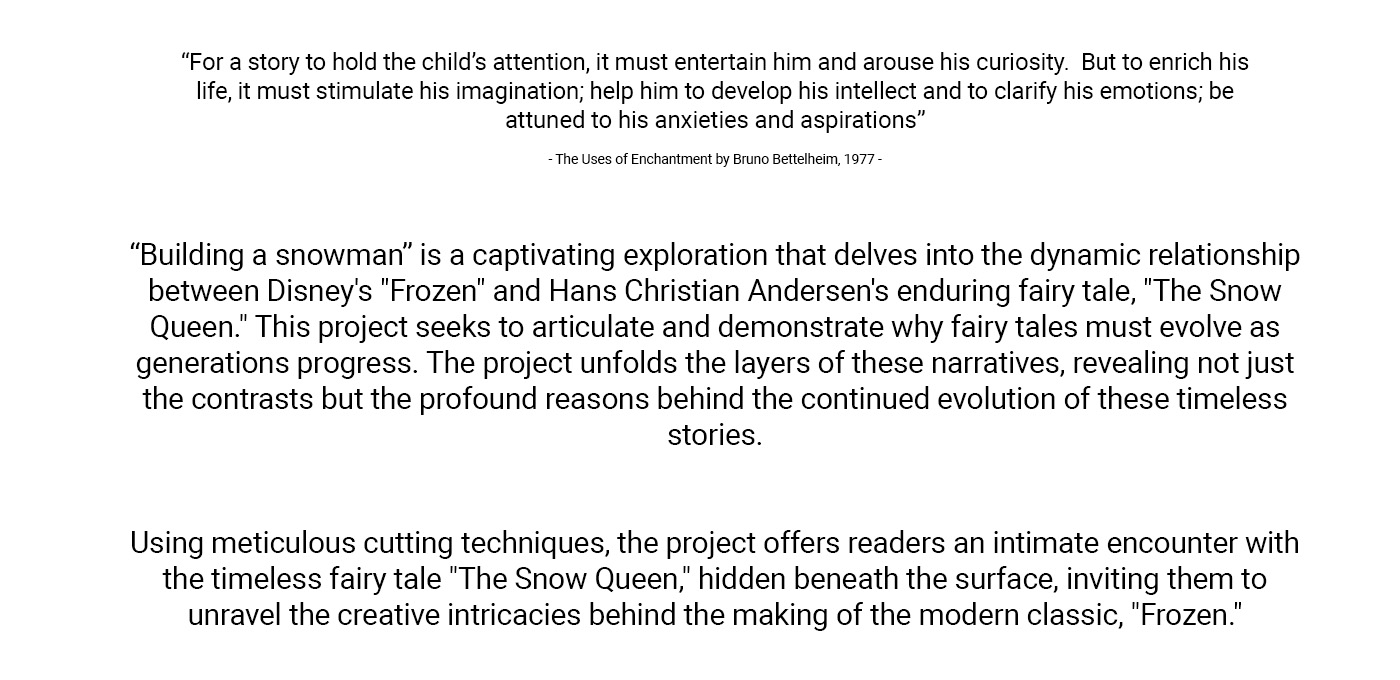 “For a story to hold the child’s attention, it must entertain him and arouse his curiosity.  But to enrich his
life, it must stimulate his imagination; help him to develop his intellect and to clarify his emotions; be
attuned to his anxieties and aspirations”
- The Uses of Enchantment by Bruno Bettelheim, 1977 -
“Building a snowman” is a captivating exploration that delves into the dynamic relationship
between Disney's "Frozen" and Hans Christian Andersen's enduring fairy tale, "The Snow
Queen." This project seeks to articulate and demonstrate why fairy tales must evolve as
generations progress. The project unfolds the layers of these narratives, revealing not just
the contrasts but the profound reasons behind the continued evolution of these timeless
stories.
Using meticulous cutting techniques, the project offers readers an intimate encounter with
the timeless fairy tale "The Snow Queen," hidden beneath the surface, inviting them to
unravel the creative intricacies behind the making of the modern classic, "Frozen."